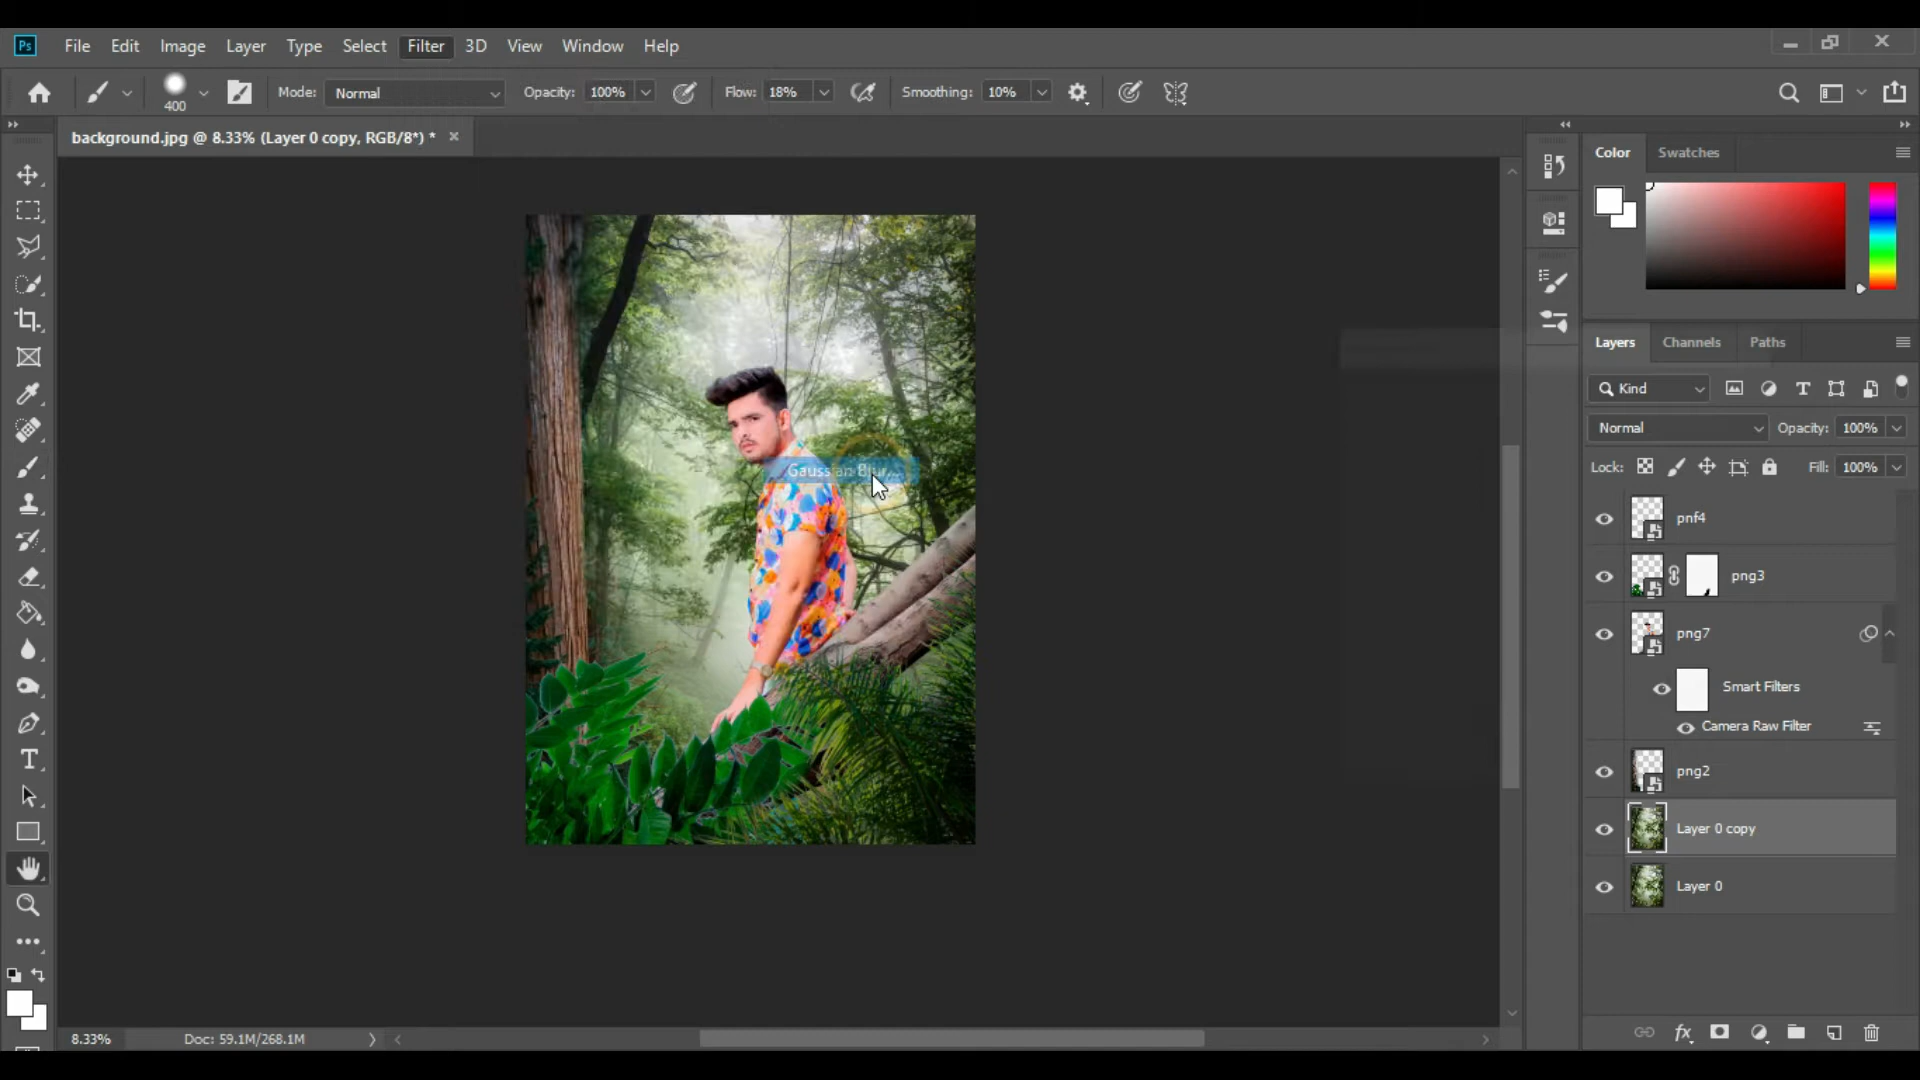 Ps File Edit Image Layer Type Select Filter 3D View Window Help
400 Mode: Normal Opacity: 100% Flow: 18% Smoothing: 10%
background.jpg @ 8.33% (Layer 0 copy, RGB/8*) *
Color Swatches
Layers Channels Paths
Kind
Normal Opacity: 100%
Lock: Fill: 100%
Gaussian Blur...
pnf4
png3
png7
Smart Filters
Camera Raw Filter
png2
Layer 0 copy
Layer 0
8.33% Doc: 59.1M/268.1M